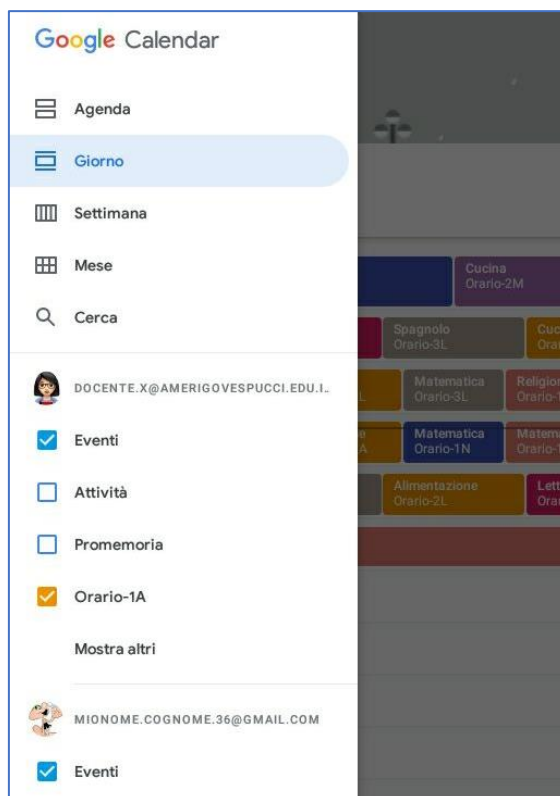 Google Calendar
Agenda
Giorno
Settimana
Mese
Cerca
DOCENTE.X@AMERIGOVESPUCCI.EDU.I..
Eventi
Attività
Promemoria
Orario-1A
Mostra altri
MIONOME.COGNOME.36@GMAIL.COM
Eventi
Cucina
Orario-2M
Spagnolo
Orario-3L
Matematica
Orario-3L
Matematica
Orario-1N
Alimentazione
Orario-2L